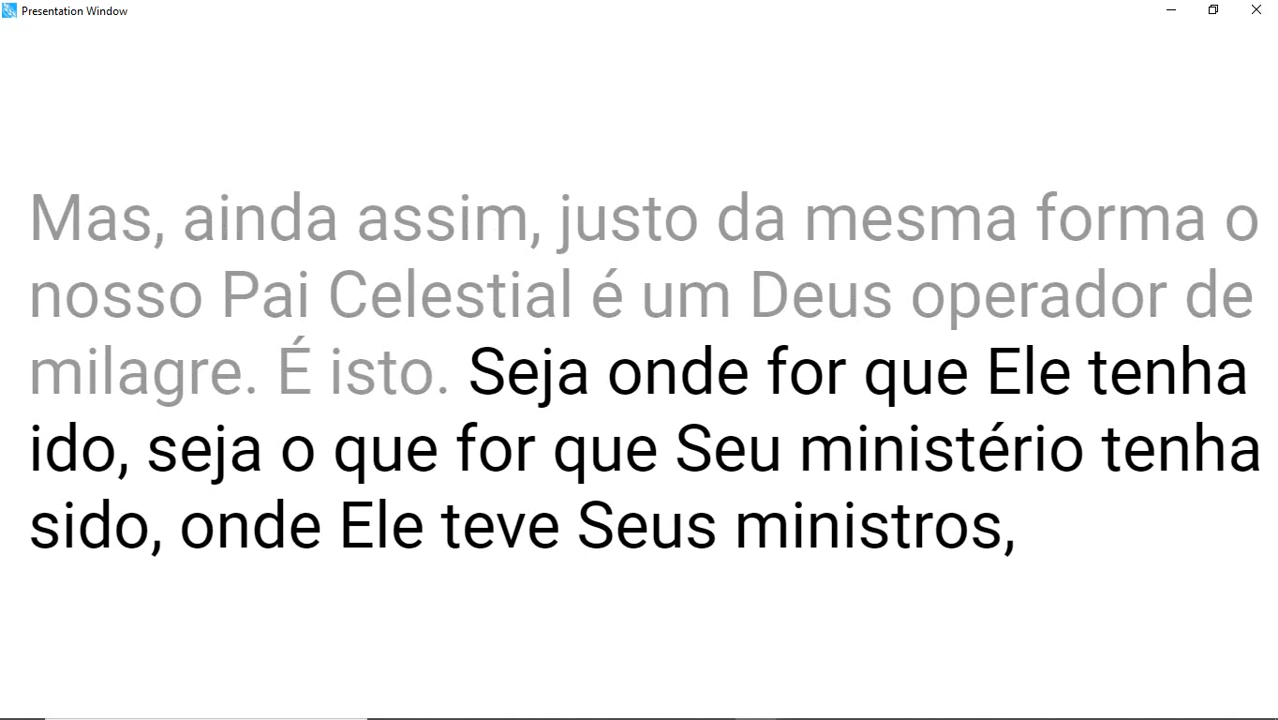 Presentation Window
Mas, ainda assim, justo da mesma forma o
nosso Pai Celestial é um Deus operador de
milagre. É isto. Seja onde for que Ele tenha
ido, seja o que for que Seu ministério tenha
sido, onde Ele teve Seus ministros,